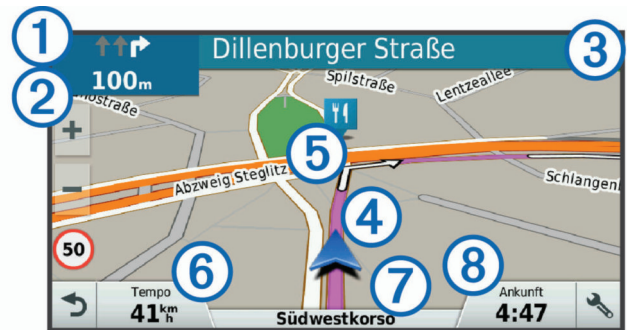 1
Dillenburger Straße
3
100m
2
Spilstraße
Lentzeallee
nostraße
+
5
Abzweig Steglitz
Schlangen
−
4
50
6
7
8
Tempo
41 km/h
Südwestkorso
Ankunft
4:47